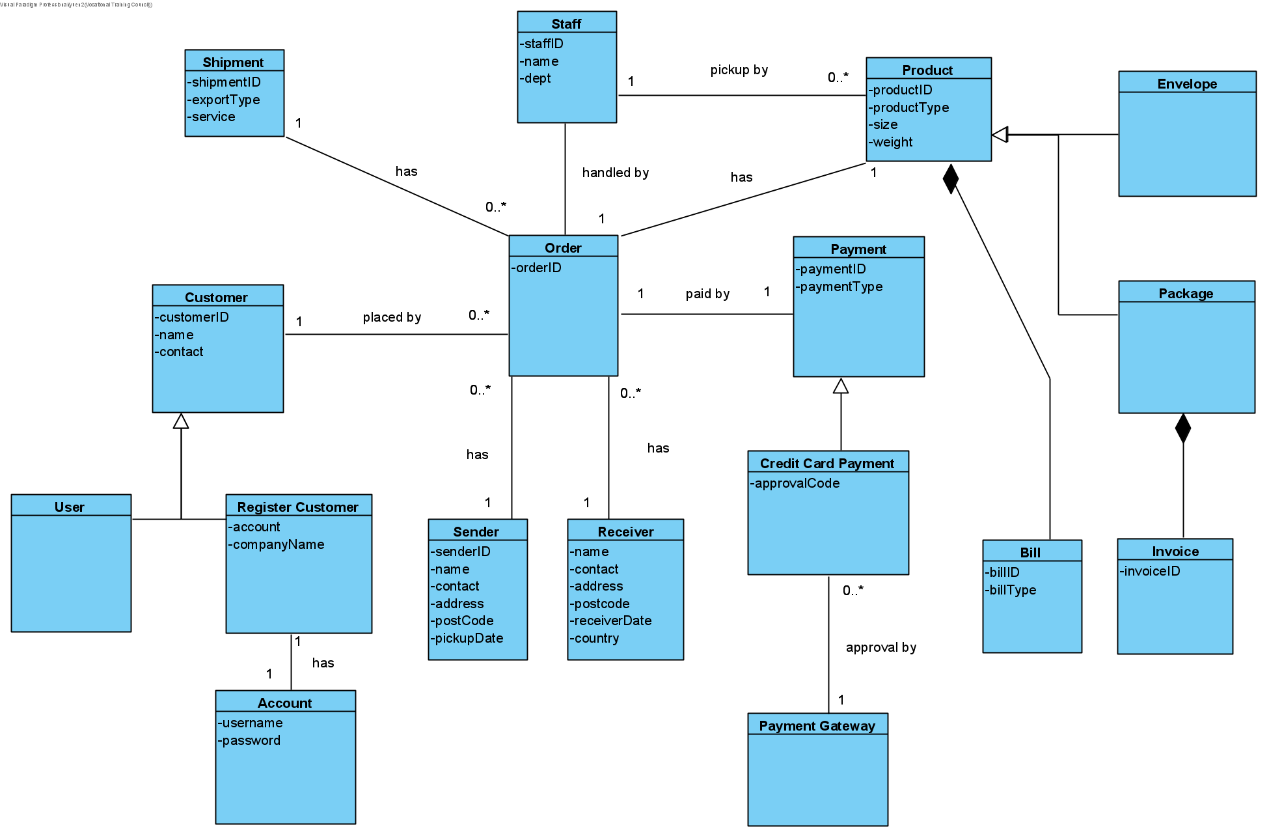 Staff
-staffID
-name
-dept
Shipment
-shipmentID
-exportType
-service
1
pickup by
0..*
1
Product
-productID
-productType
-size
-weight
Envelope
has
0..*
handled by
1
has
1
Order
-orderID
Payment
-paymentID
-paymentType
1
paid by
1
Package
Customer
-customerID
-name
-contact
1
placed by
0..*
0..*
0..*
has
has
1
1
Credit Card Payment
-approvalCode
User
Register Customer
-account
-companyName
Sender
-senderID
-name
-contact
-address
-postCode
-pickupDate
Receiver
-name
-contact
-address
-postcode
-receiverDate
-country
Bill
-billID
-billType
Invoice
-invoiceID
0..*
approval by
1
1
has
1
Account
-username
-password
Payment Gateway